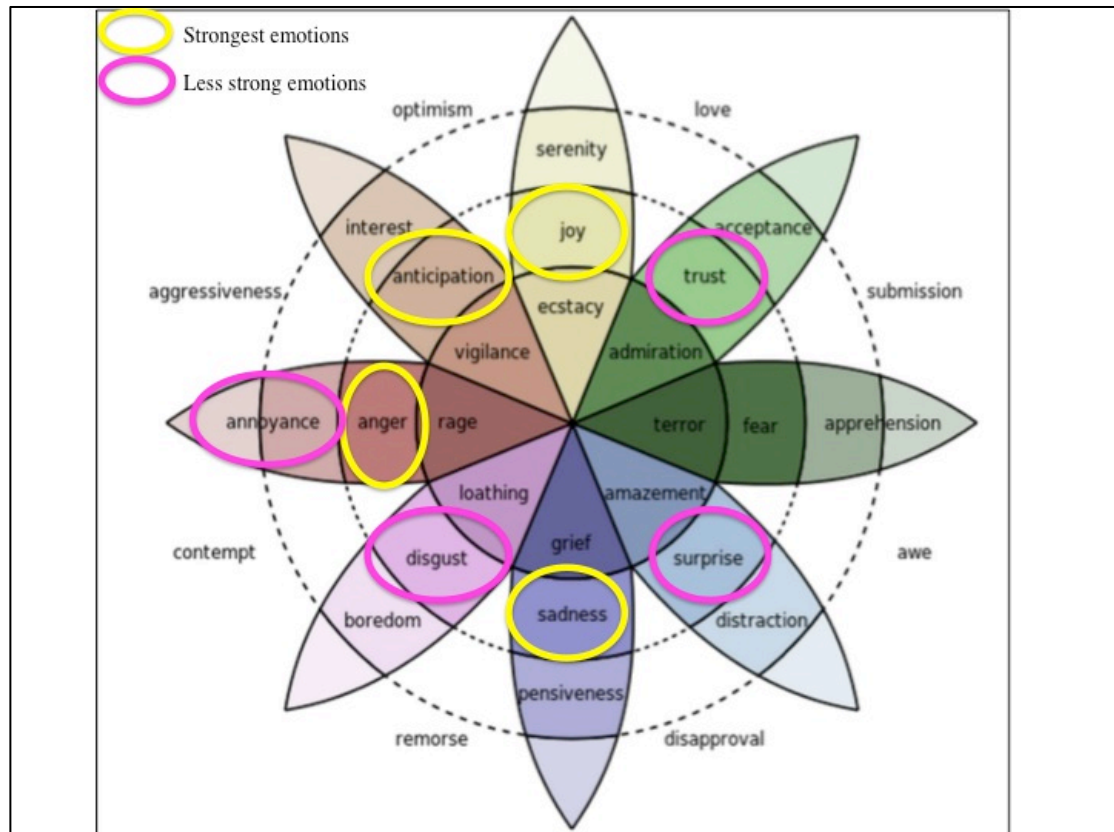 Strongest emotions
Less strong emotions
optimism
love
serenity
interest
joy
acceptance
anticipation
trust
aggressiveness
submission
ecstacy
vigilance
admiration
annoyance
anger
rage
terror
fear
apprehension
loathing
amazement
contempt
disgust
grief
surprise
awe
boredom
sadness
distraction
pensiveness
remorse
disapproval